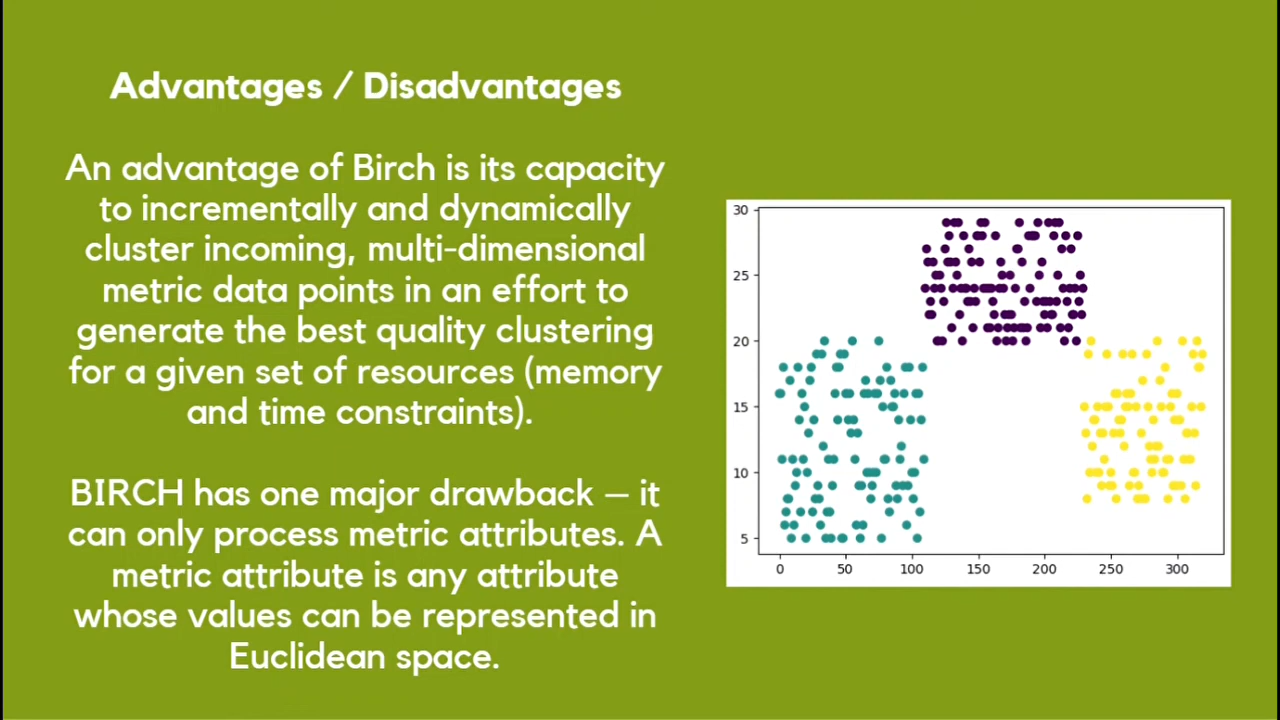 Advantages / Disadvantages
An advantage of Birch is its capacity
to incrementally and dynamically
cluster incoming, multi-dimensional
metric data points in an effort to
generate the best quality clustering
for a given set of resources (memory
and time constraints).
BIRCH has one major drawback – it
can only process metric attributes. A
metric attribute is any attribute
whose values can be represented in
Euclidean space.
30
25
20
15
10
5
0 50 100 150 200 250 300